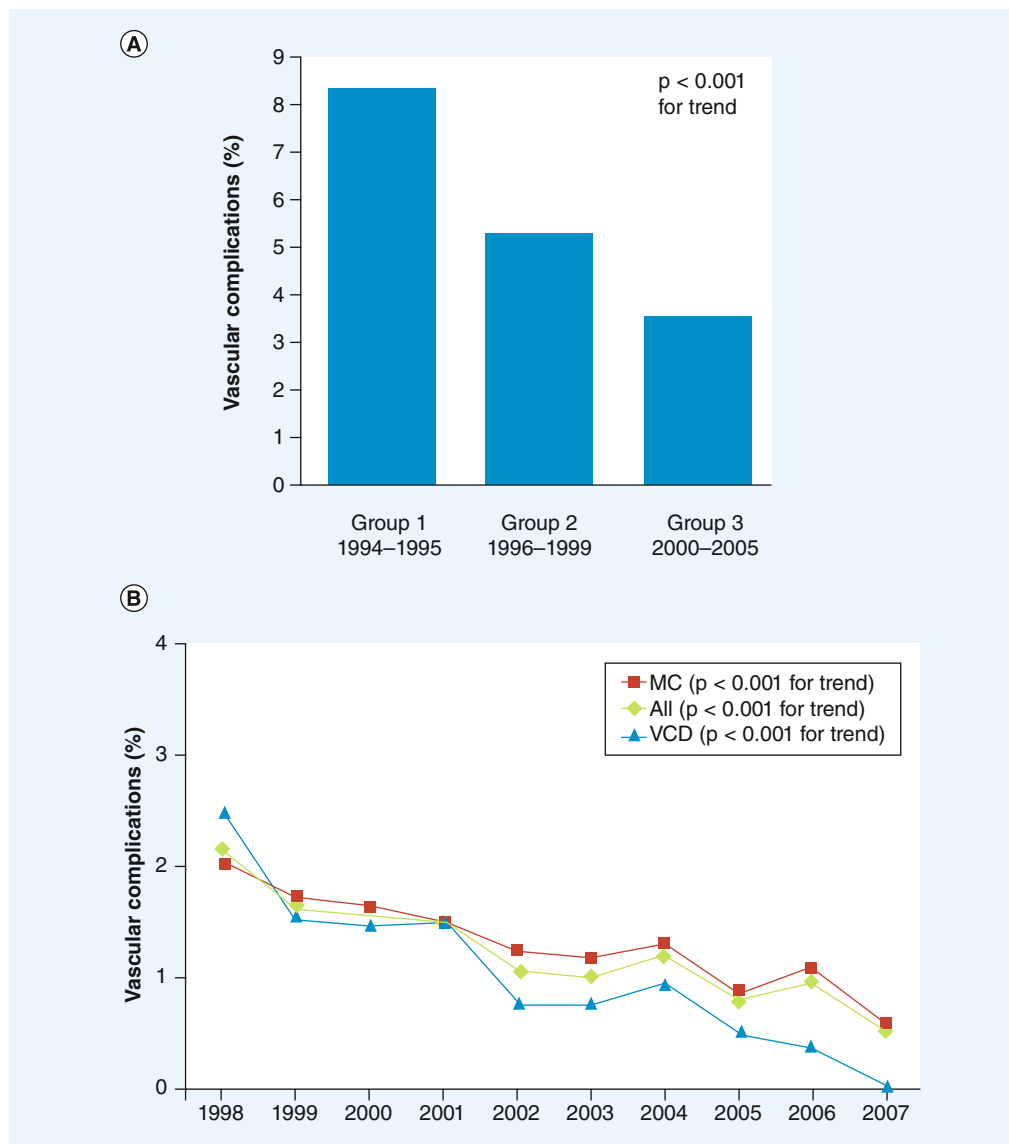 A
9
8
7
6
5
4
3
2
1
0
Vascular complications (%)
p < 0.001
for trend
Group 1
1994–1995
Group 2
1996–1999
Group 3
2000–2005
B
4
3
2
1
0
Vascular complications (%)
MC (p < 0.001 for trend)
All (p < 0.001 for trend)
VCD (p < 0.001 for trend)
1998 1999 2000 2001 2002 2003 2004 2005 2006 2007